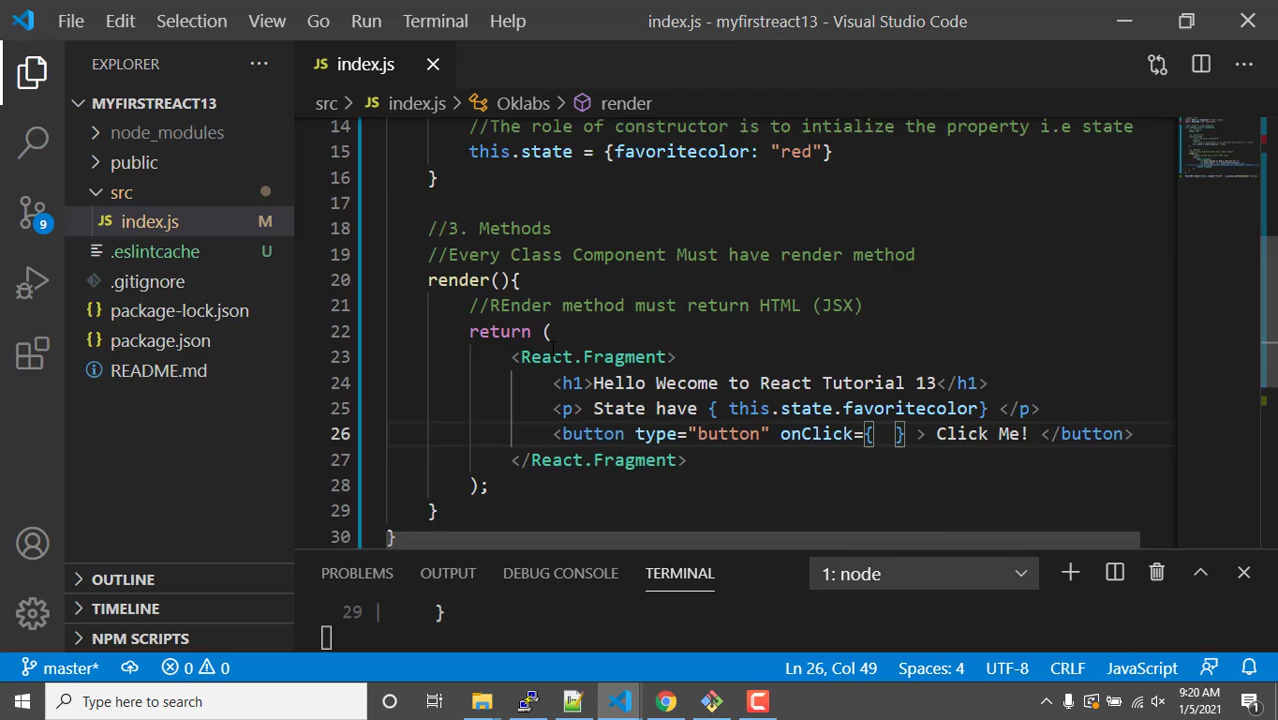 File Edit Selection View Go Run Terminal Help index.js - myfirstreact13 - Visual Studio Code
EXPLORER
JS index.js
MYFIRSTREACT13
src > JS index.js > Oklabs > render
node_modules
public
src
JS index.js M
.eslintcache U
.gitignore
package-lock.json
package.json
README.md
14 //The role of constructor is to intialize the property i.e state
15 this.state = {favoritecolor: "red"}
16 }
17
18 //3. Methods
19 //Every Class Component Must have render method
20 render(){
21 //REnder method must return HTML (JSX)
22 return (
23 <React.Fragment>
24 <h1>Hello Wecome to React Tutorial 13</h1>
25 <p> State have { this.state.favoritecolor} </p>
26 <button type="button" onClick={  } > Click Me! </button>
27 </React.Fragment>
28 );
29 }
30 }
9
OUTLINE
TIMELINE
NPM SCRIPTS
PROBLEMS OUTPUT DEBUG CONSOLE TERMINAL 1: node
29 | }
master* 0 0 Ln 26, Col 49 Spaces: 4 UTF-8 CRLF JavaScript
Type here to search
9:20 AM
1/5/2021
1